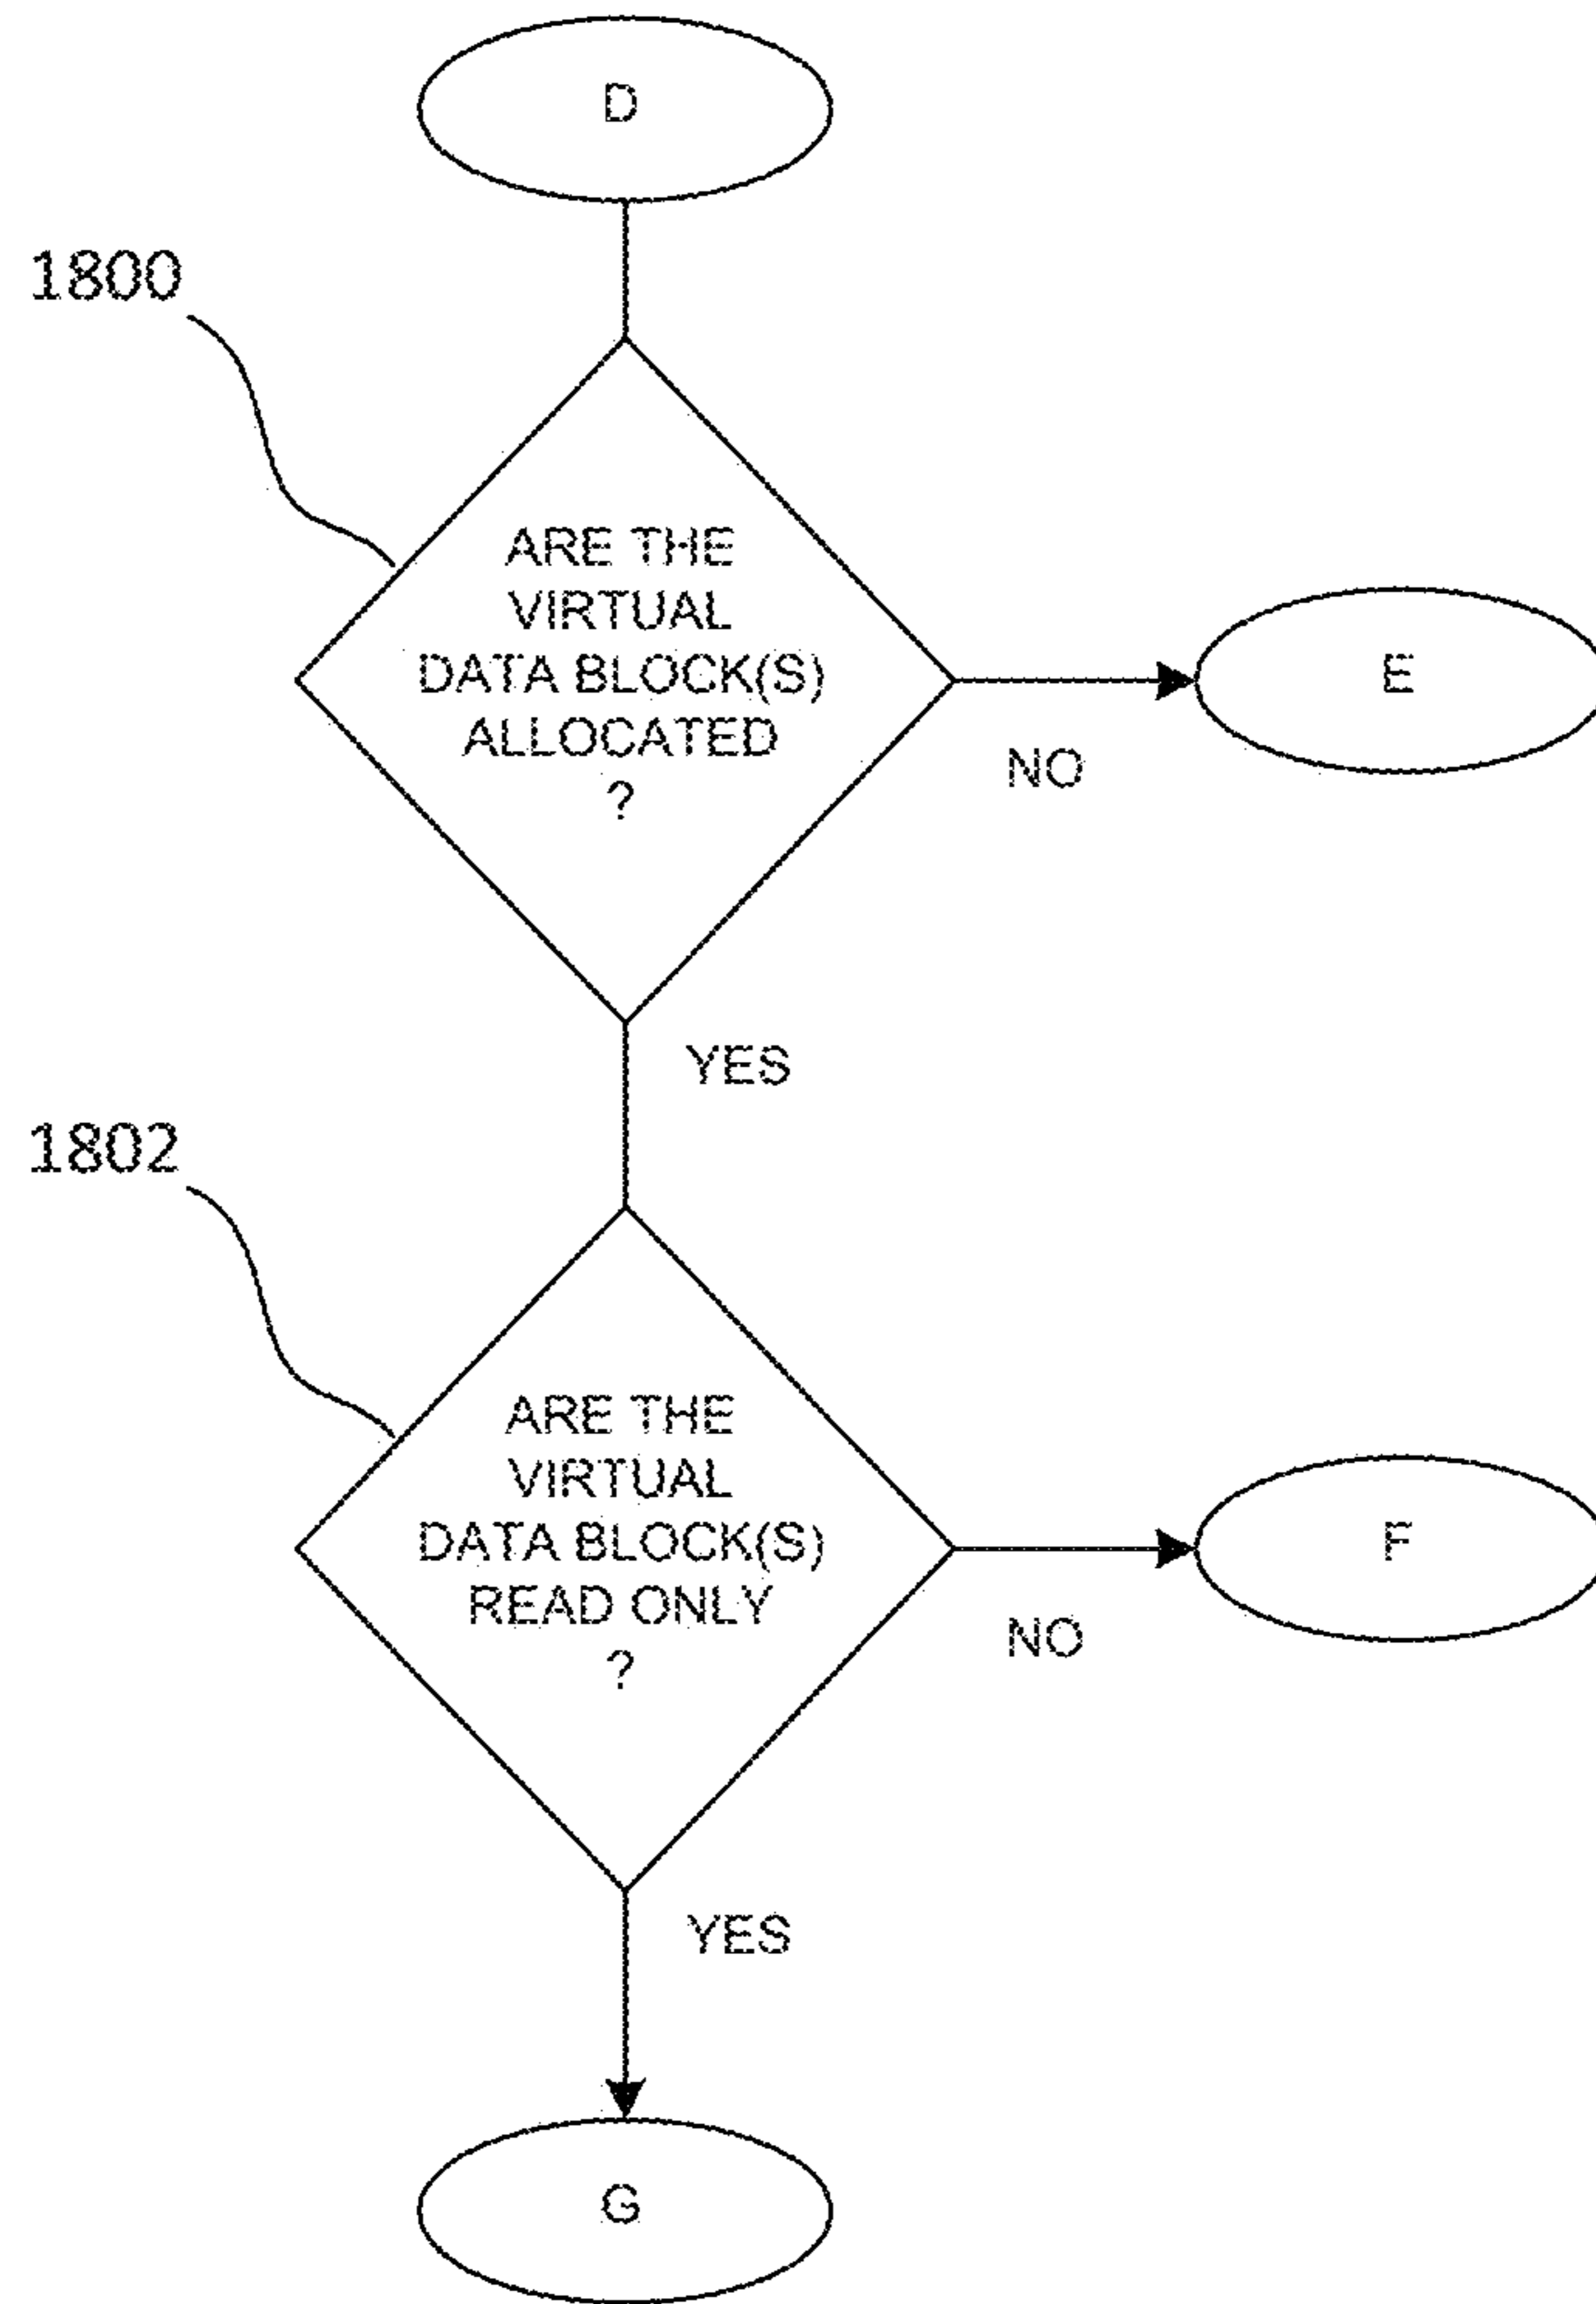 D
1800
ARE THE
VIRTUAL
DATA BLOCK(S)
ALLOCATED
?
E
NO
YES
1802
ARE THE
VIRTUAL
DATA BLOCK(S)
READ ONLY
?
F
NO
YES
G